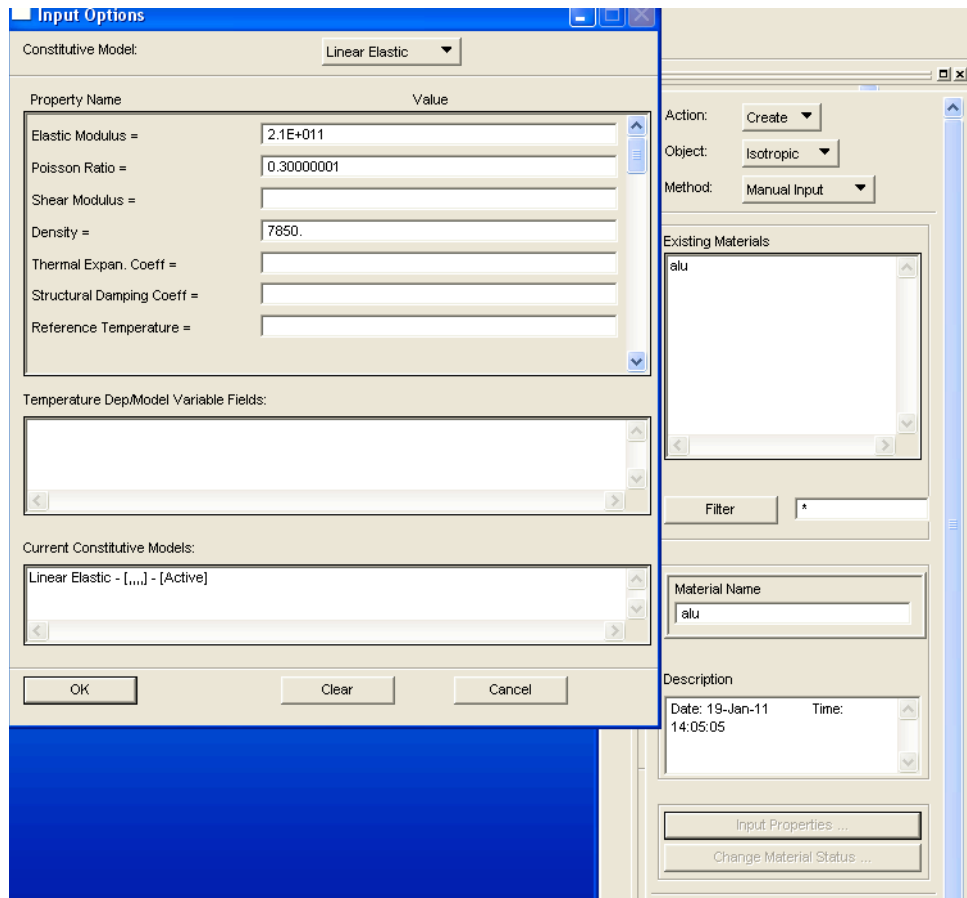 Input Options
Constitutive Model:
Linear Elastic
Property Name
Value
Elastic Modulus =
2.1E+011
Poisson Ratio =
0.30000001
Shear Modulus =
Density =
7850.
Thermal Expan. Coeff =
Structural Damping Coeff =
Reference Temperature =
Temperature Dep/Model Variable Fields:
Current Constitutive Models:
Linear Elastic - [,,,,] - [Active]
OK
Clear
Cancel
Action:
Create
Object:
Isotropic
Method:
Manual Input
Existing Materials
alu
Filter
*
Material Name
alu
Description
Date: 19-Jan-11 Time:
14:05:05
Input Properties ...
Change Material Status ...